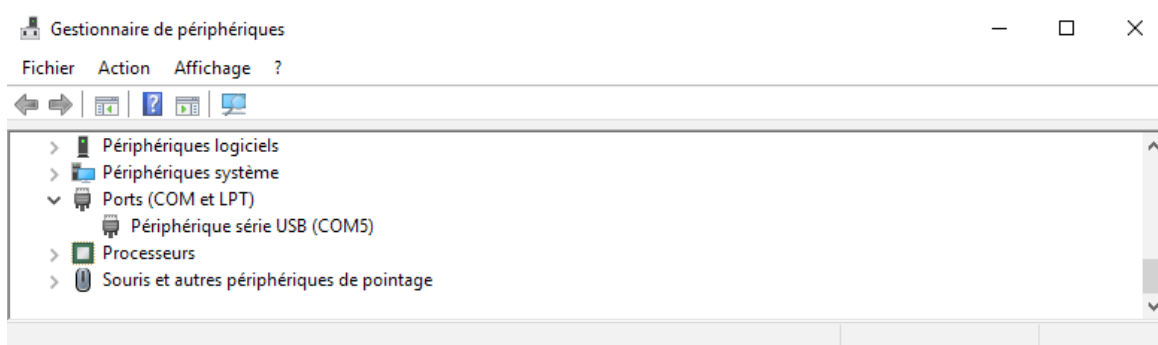 Gestionnaire de périphériques
Fichier Action Affichage ?
Périphériques logiciels
Périphériques système
Ports (COM et LPT)
Périphérique série USB (COM5)
Processeurs
Souris et autres périphériques de pointage